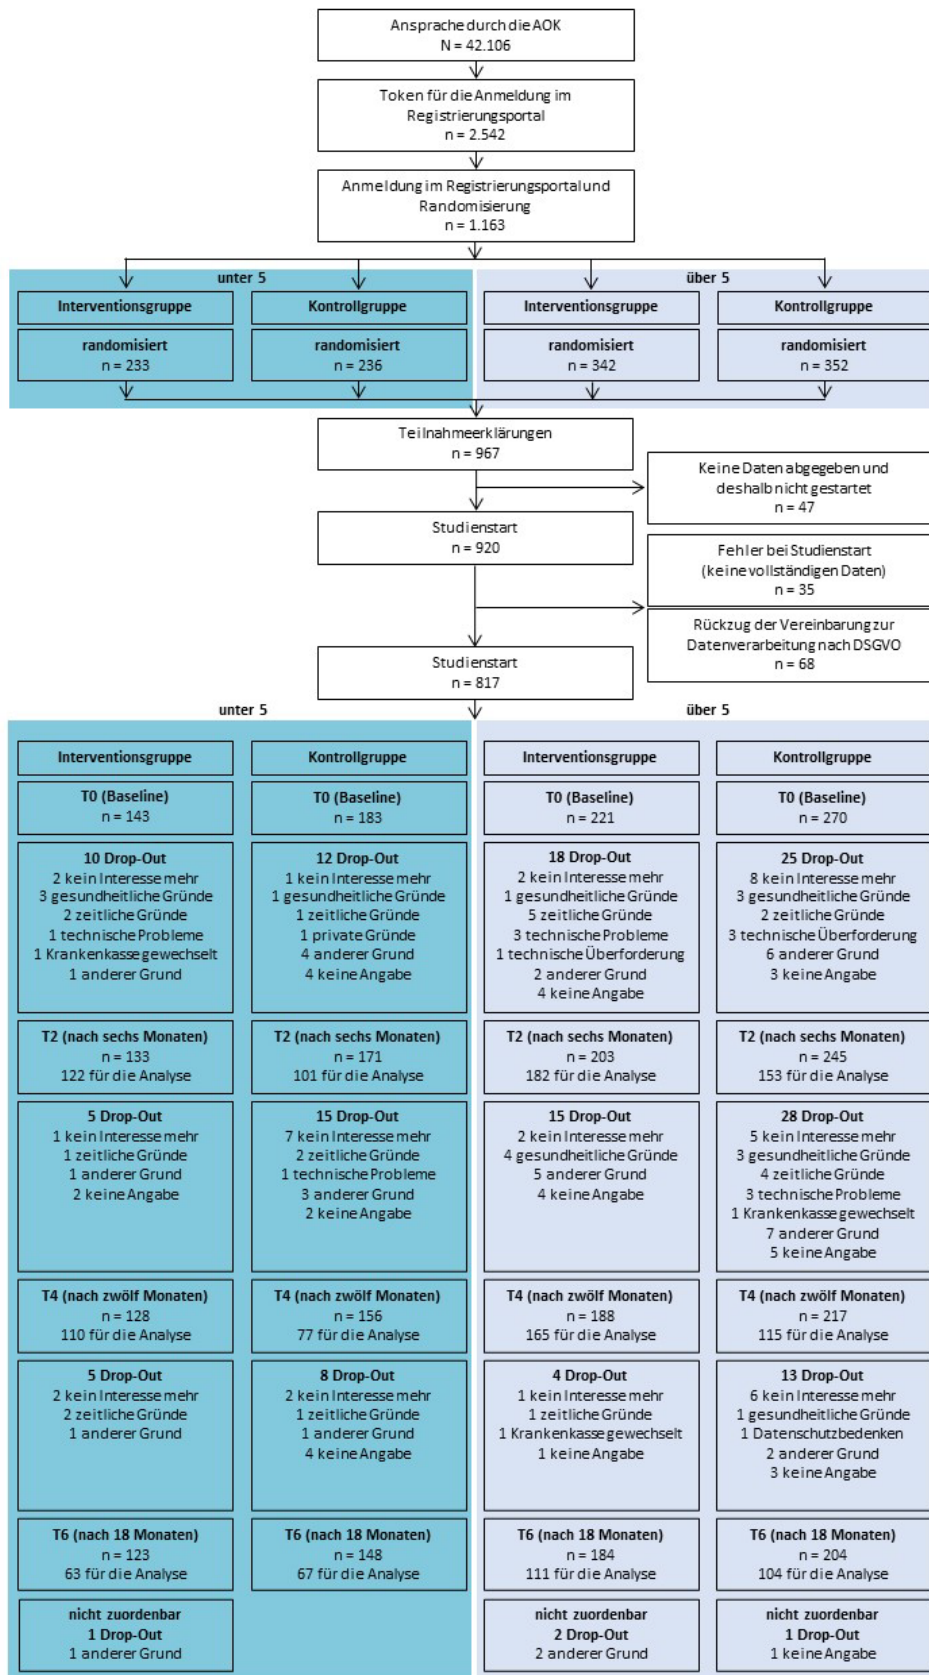 Ansprache durch die AOK
N = 42.106
Token für die Anmeldung im
Registrierungsportal
n = 2.542
Anmeldung im Registrierungsportal und
Randomisierung
n = 1.163
unter 5
über 5
Interventionsgruppe
Kontrollgruppe
Interventionsgruppe
Kontrollgruppe
randomisiert
n = 233
randomisiert
n = 236
randomisiert
n = 342
randomisiert
n = 352
Teilnahmeerklärungen
n = 967
Keine Daten abgegeben und
deshalb nicht gestartet
n = 47
Studienstart
n = 920
Fehler bei Studienstart
(keine vollständigen Daten)
n = 35
Rückzug der Vereinbarung zur
Datenverarbeitung nach DSGVO
n = 68
Studienstart
n = 817
unter 5
über 5
Interventionsgruppe
Kontrollgruppe
Interventionsgruppe
Kontrollgruppe
T0 (Baseline)
n = 143
T0 (Baseline)
n = 183
T0 (Baseline)
n = 221
T0 (Baseline)
n = 270
10 Drop-Out
2 kein Interesse mehr
3 gesundheitliche Gründe
2 zeitliche Gründe
1 technische Probleme
1 Krankenkasse gewechselt
1 anderer Grund
12 Drop-Out
1 kein Interesse mehr
1 gesundheitliche Gründe
1 zeitliche Gründe
1 private Gründe
4 anderer Grund
4 keine Angabe
18 Drop-Out
2 kein Interesse mehr
1 gesundheitliche Gründe
5 zeitliche Gründe
3 technische Probleme
1 technische Überforderung
2 anderer Grund
4 keine Angabe
25 Drop-Out
8 kein Interesse mehr
3 gesundheitliche Gründe
2 zeitliche Gründe
3 technische Überforderung
6 anderer Grund
3 keine Angabe
T2 (nach sechs Monaten)
n = 133
122 für die Analyse
T2 (nach sechs Monaten)
n = 171
101 für die Analyse
T2 (nach sechs Monaten)
n = 203
182 für die Analyse
T2 (nach sechs Monaten)
n = 245
153 für die Analyse
5 Drop-Out
1 kein Interesse mehr
1 zeitliche Gründe
1 anderer Grund
2 keine Angabe
15 Drop-Out
7 kein Interesse mehr
2 zeitliche Gründe
1 technische Probleme
3 anderer Grund
2 keine Angabe
15 Drop-Out
2 kein Interesse mehr
4 gesundheitliche Gründe
5 anderer Grund
4 keine Angabe
28 Drop-Out
5 kein Interesse mehr
3 gesundheitliche Gründe
4 zeitliche Gründe
3 technische Probleme
1 Krankenkasse gewechselt
7 anderer Grund
5 keine Angabe
T4 (nach zwölf Monaten)
n = 128
110 für die Analyse
T4 (nach zwölf Monaten)
n = 156
77 für die Analyse
T4 (nach zwölf Monaten)
n = 188
165 für die Analyse
T4 (nach zwölf Monaten)
n = 217
115 für die Analyse
5 Drop-Out
2 kein Interesse mehr
2 zeitliche Gründe
1 anderer Grund
8 Drop-Out
2 kein Interesse mehr
1 zeitliche Gründe
1 anderer Grund
4 keine Angabe
4 Drop-Out
1 kein Interesse mehr
1 zeitliche Gründe
1 Krankenkasse gewechselt
1 keine Angabe
13 Drop-Out
6 kein Interesse mehr
1 gesundheitliche Gründe
1 Datenschutzbedenken
2 anderer Grund
3 keine Angabe
T6 (nach 18 Monaten)
n = 123
63 für die Analyse
T6 (nach 18 Monaten)
n = 148
67 für die Analyse
T6 (nach 18 Monaten)
n = 184
111 für die Analyse
T6 (nach 18 Monaten)
n = 204
104 für die Analyse
nicht zuordenbar
1 Drop-Out
1 anderer Grund
nicht zuordenbar
2 Drop-Out
2 anderer Grund
nicht zuordenbar
1 Drop-Out
1 keine Angabe